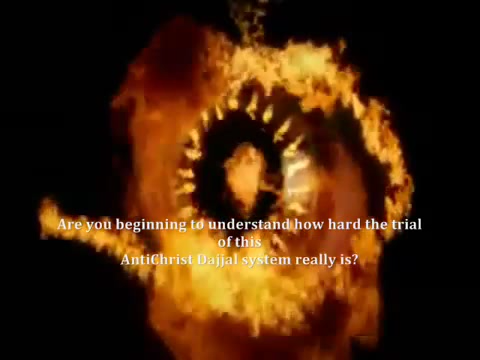 Are you beginning to understand how hard the trial
of this
AntiChrist Dajjal system really is?